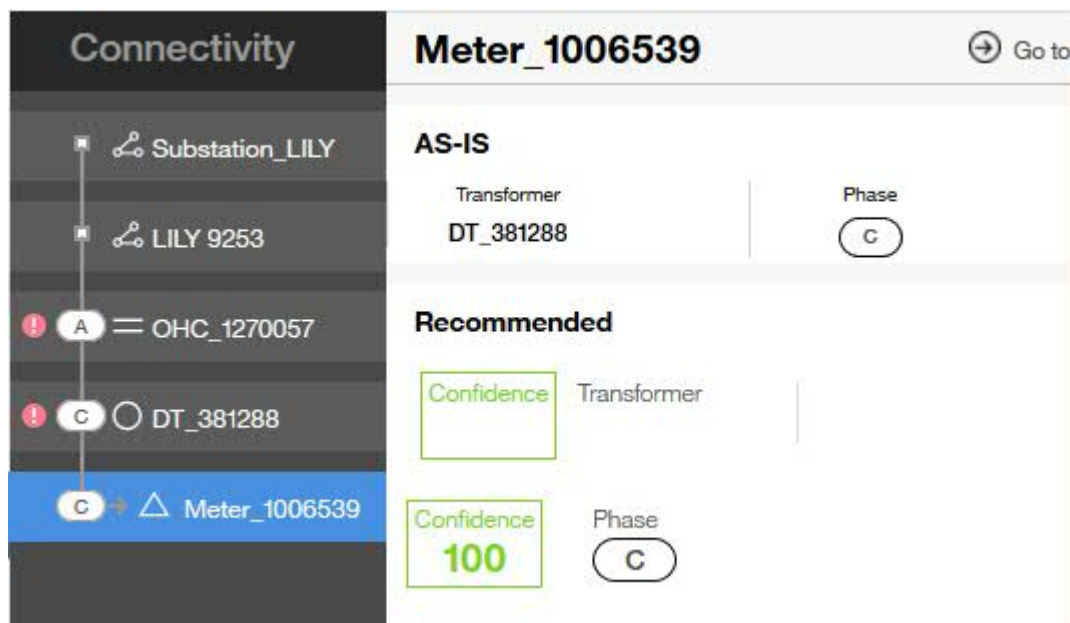 Connectivity
Substation_LILY
LILY 9253
! A OHC_1270057
! C DT_381288
C Meter_1006539
Meter_1006539
Go to
AS-IS
Transformer
Phase
DT_381288
C
Recommended
Confidence
Transformer
Confidence
Phase
100
C